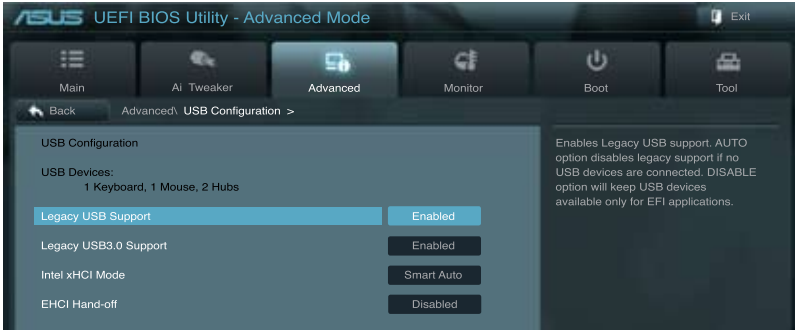 ASUS UEFI BIOS Utility - Advanced Mode
Exit
Main
Ai Tweaker
Advanced
Monitor
Boot
Tool
Back
Advanced\ USB Configuration >
USB Configuration
USB Devices:
1 Keyboard, 1 Mouse, 2 Hubs
Legacy USB Support Enabled
Legacy USB3.0 Support Enabled
Intel xHCI Mode Smart Auto
EHCI Hand-off Disabled
Enables Legacy USB support. AUTO
option disables legacy support if no
USB devices are connected. DISABLE
option will keep USB devices
available only for EFI applications.